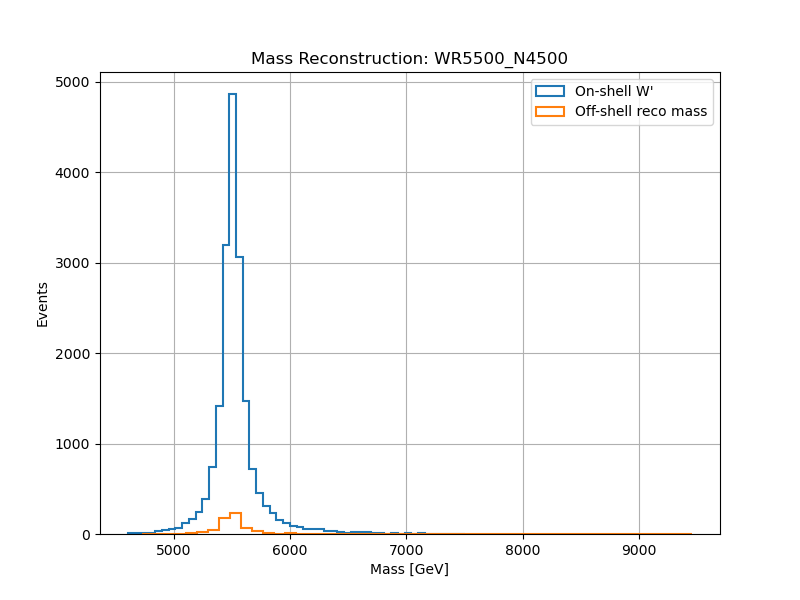 Mass Reconstruction: WR5500_N4500
On-shell W'
Off-shell reco mass
Events
5000
4000
3000
2000
1000
0
5000
6000
7000
8000
9000
Mass [GeV]